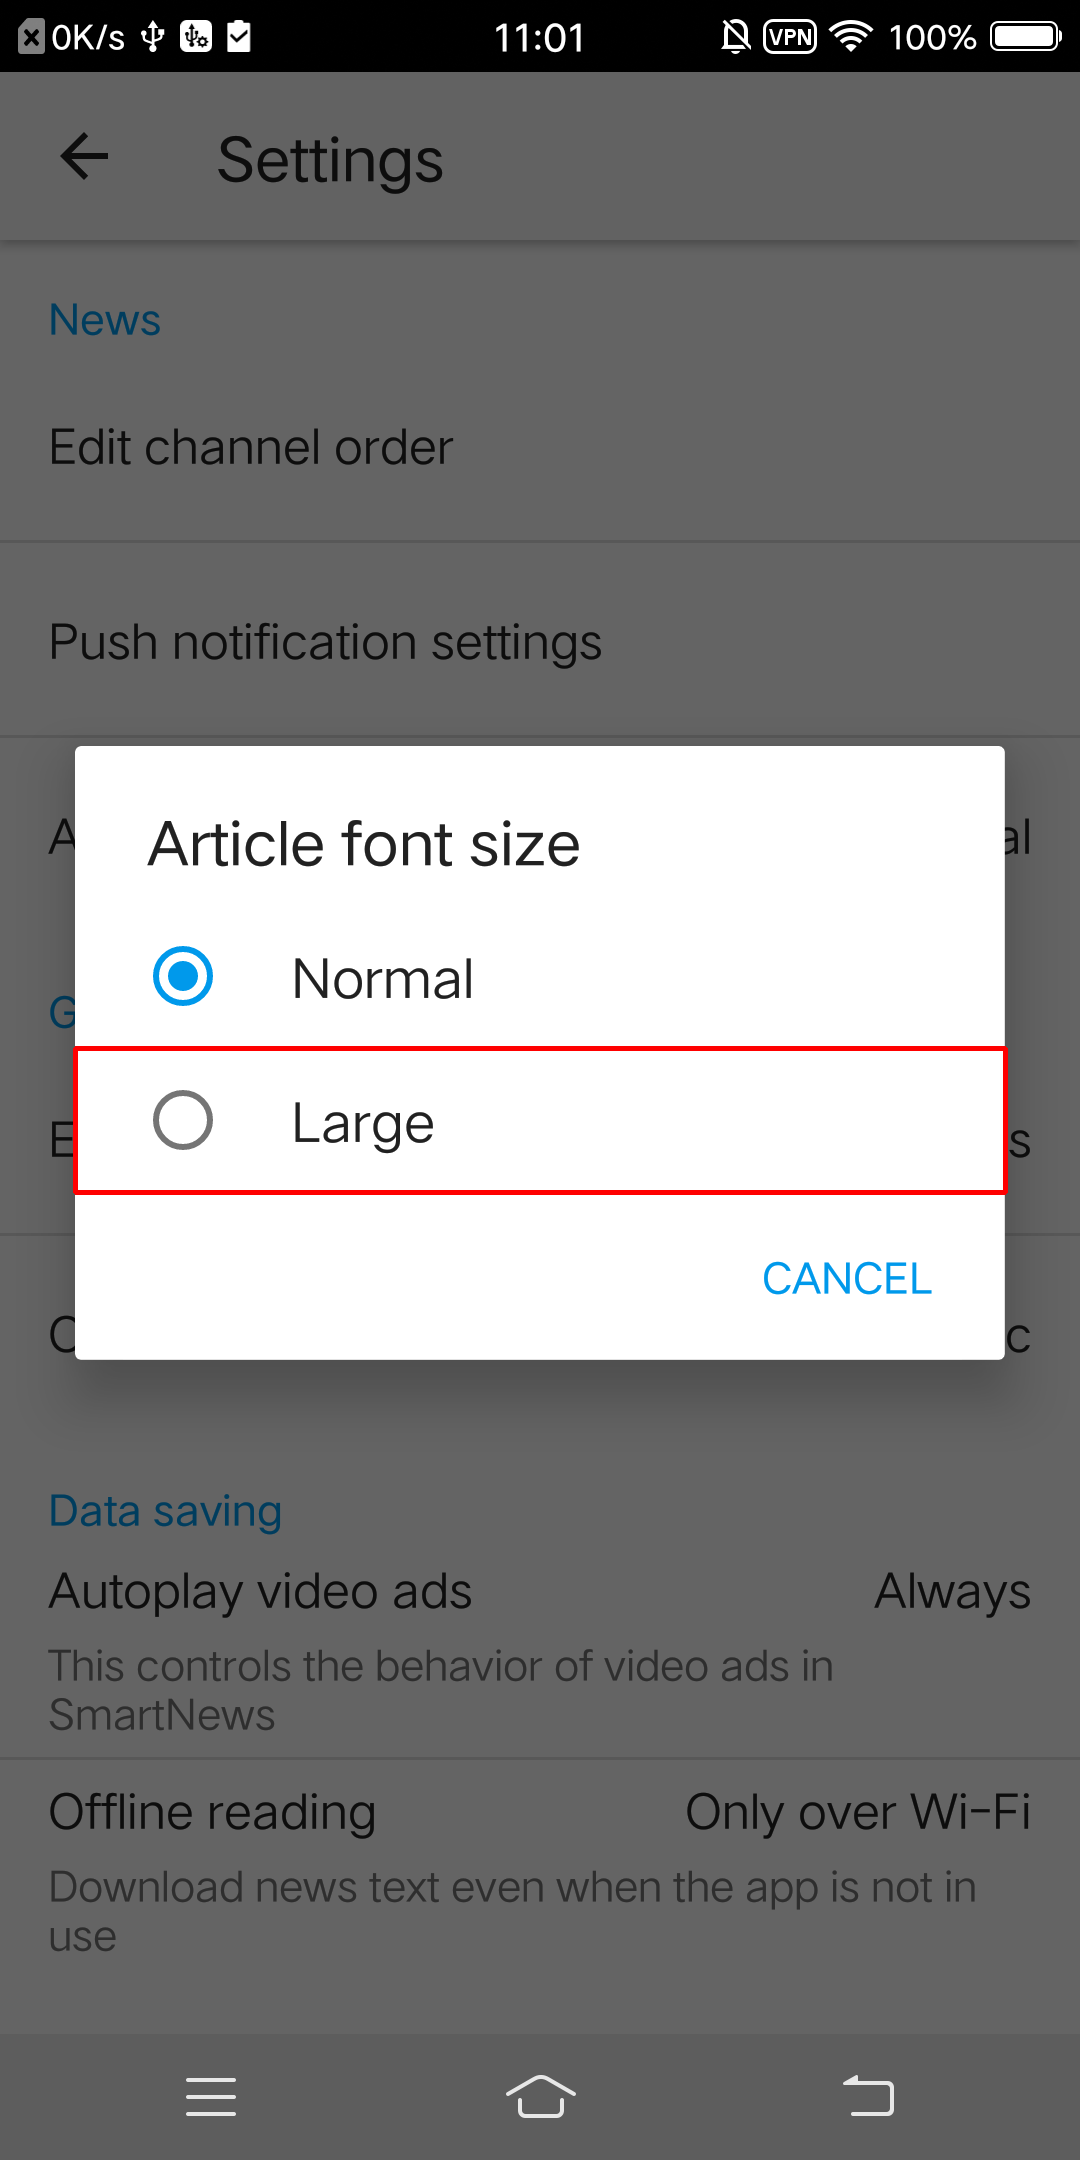 0K/s 11:01 VPN 100%
Settings
News
Edit channel order
Push notification settings
Article font size
Normal
Large
CANCEL
Data saving
Autoplay video ads Always
This controls the behavior of video ads in
SmartNews
Offline reading Only over Wi-Fi
Download news text even when the app is not in
use